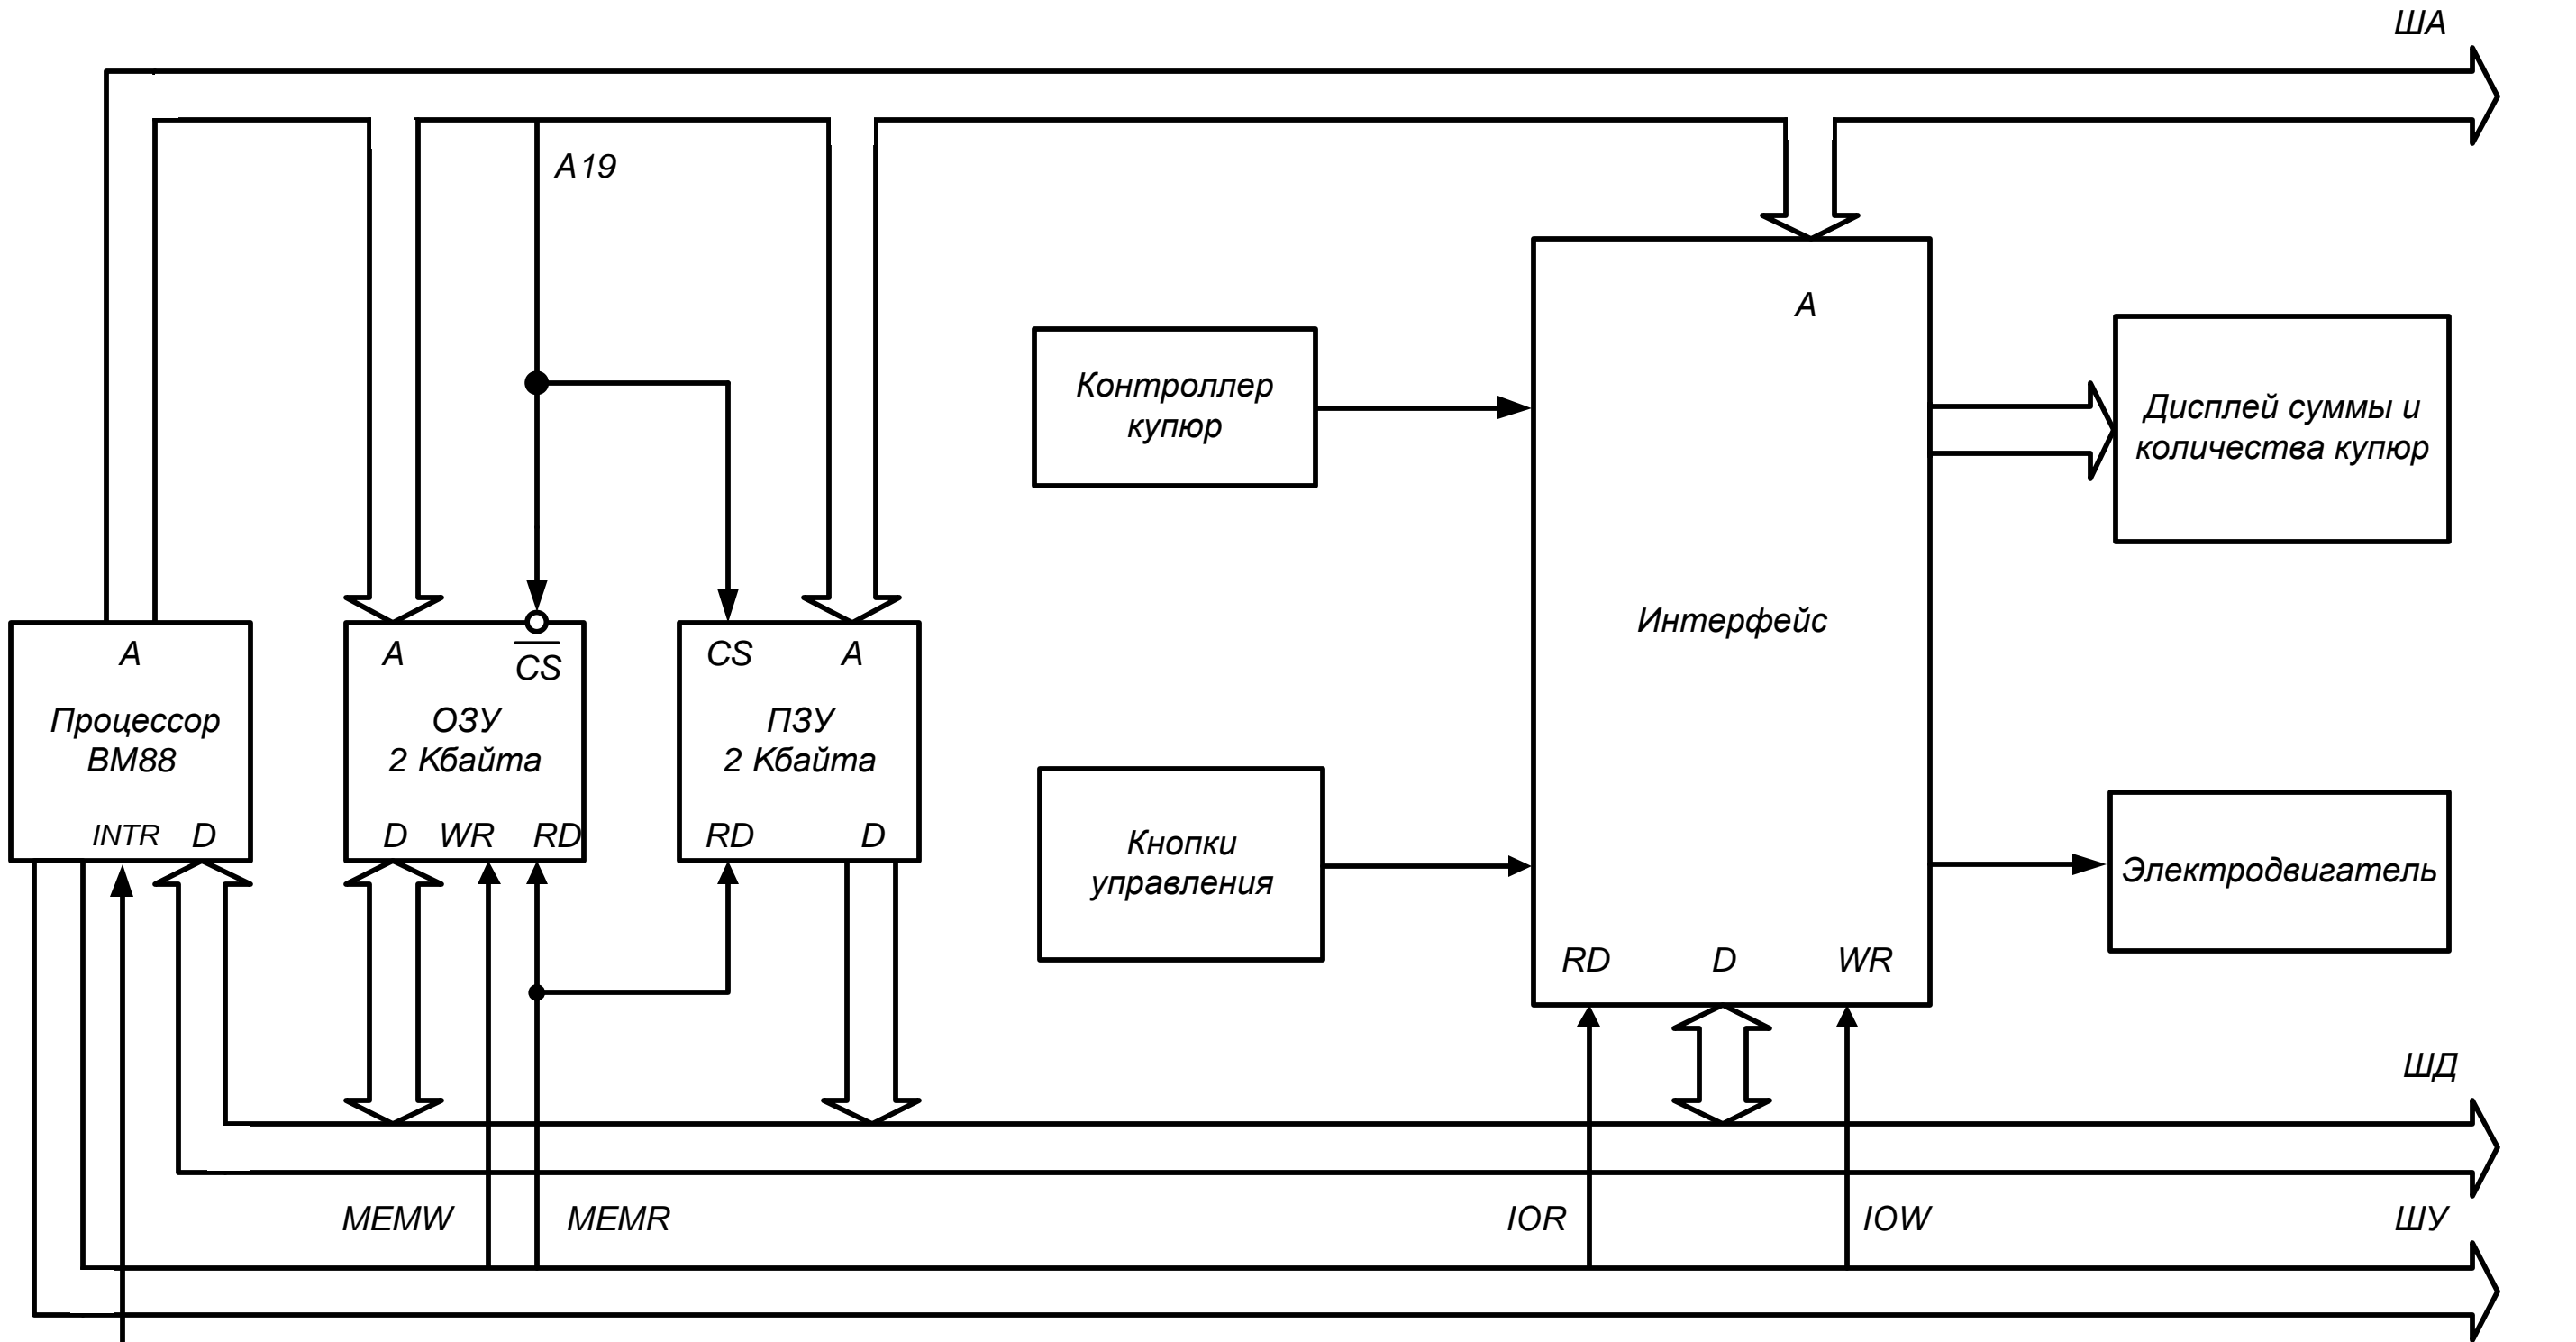 ША
A19
A
Контроллер
купюр
Дисплей суммы и
количества купюр
Интерфейс
A
Процессор
ВМ88
INTR D
A
CS
ОЗУ
2 Кбайта
D WR RD
CS A
ПЗУ
2 Кбайта
RD D
Кнопки
управления
Электродвигатель
RD D WR
ШД
MEMW
MEMR
IOR
IOW
ШУ